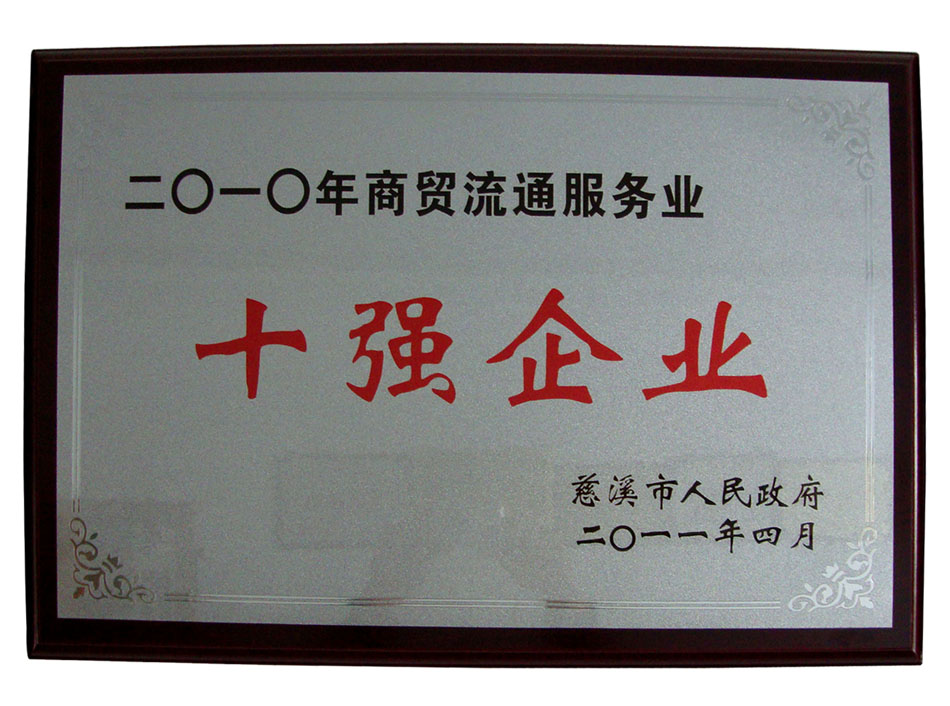 二〇一〇年商贸流通服务业
十强企业
慈溪市人民政府
二〇一一年四月